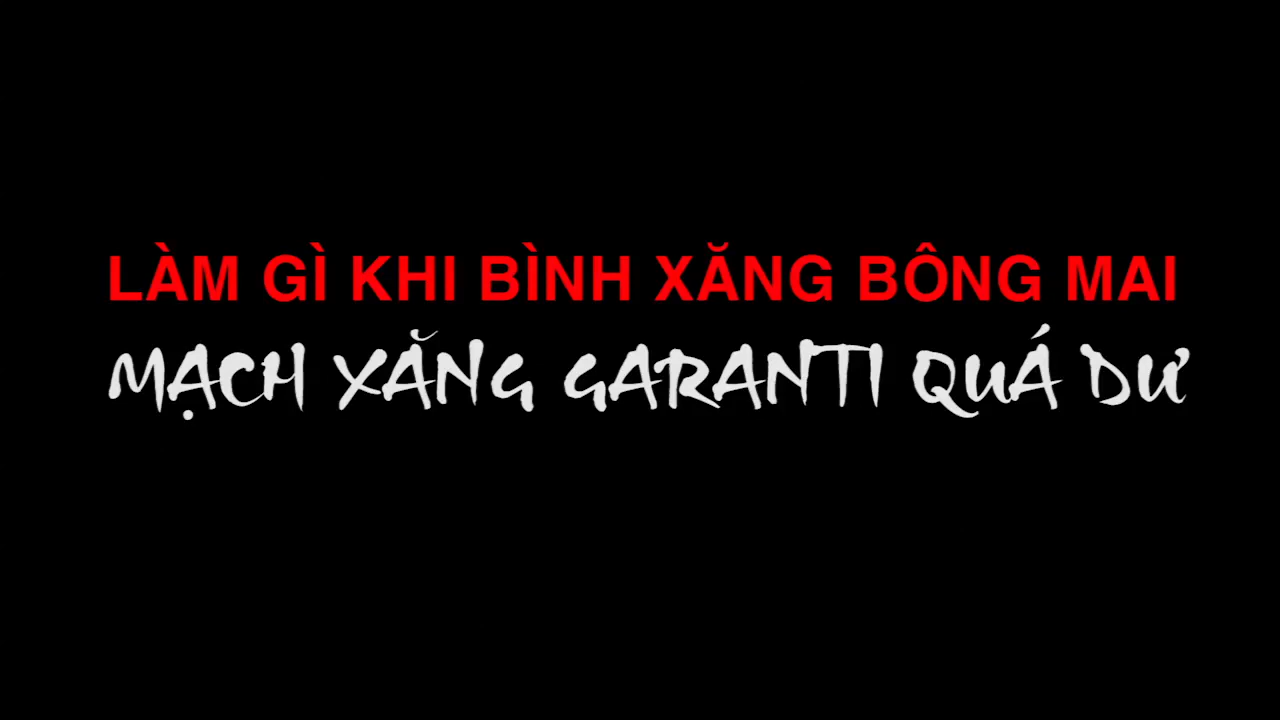 LÀM GÌ KHI BÌNH XĂNG BÔNG MAI
MẠCH XĂNG GARANTI QUÁ DƯ